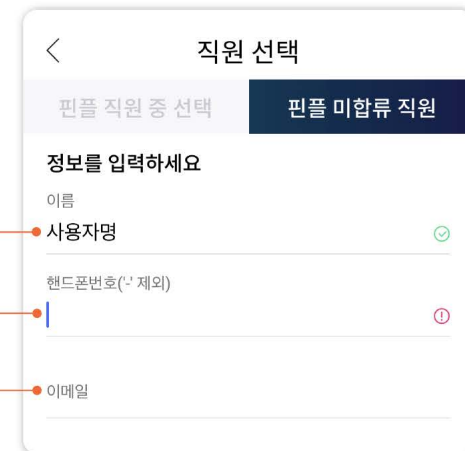 직원 선택
핀플 직원 중 선택
핀플 미합류 직원
정보를 입력하세요
이름
사용자명
핸드폰번호('-' 제외)
이메일